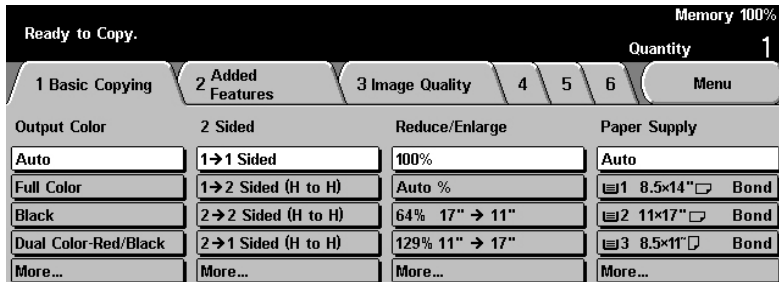 Memory 100%
Ready to Copy.
Quantity 1
1 Basic Copying
2 Added Features
3 Image Quality
4
5
6
Menu
Output Color
Auto
Full Color
Black
Dual Color-Red/Black
More...
2 Sided
1→1 Sided
1→2 Sided (H to H)
2→2 Sided (H to H)
2→1 Sided (H to H)
More...
Reduce/Enlarge
100%
Auto %
64% 17" → 11"
129% 11" → 17"
More...
Paper Supply
Auto
1 8.5×14" Bond
2 11×17" Bond
3 8.5×11" Bond
More...